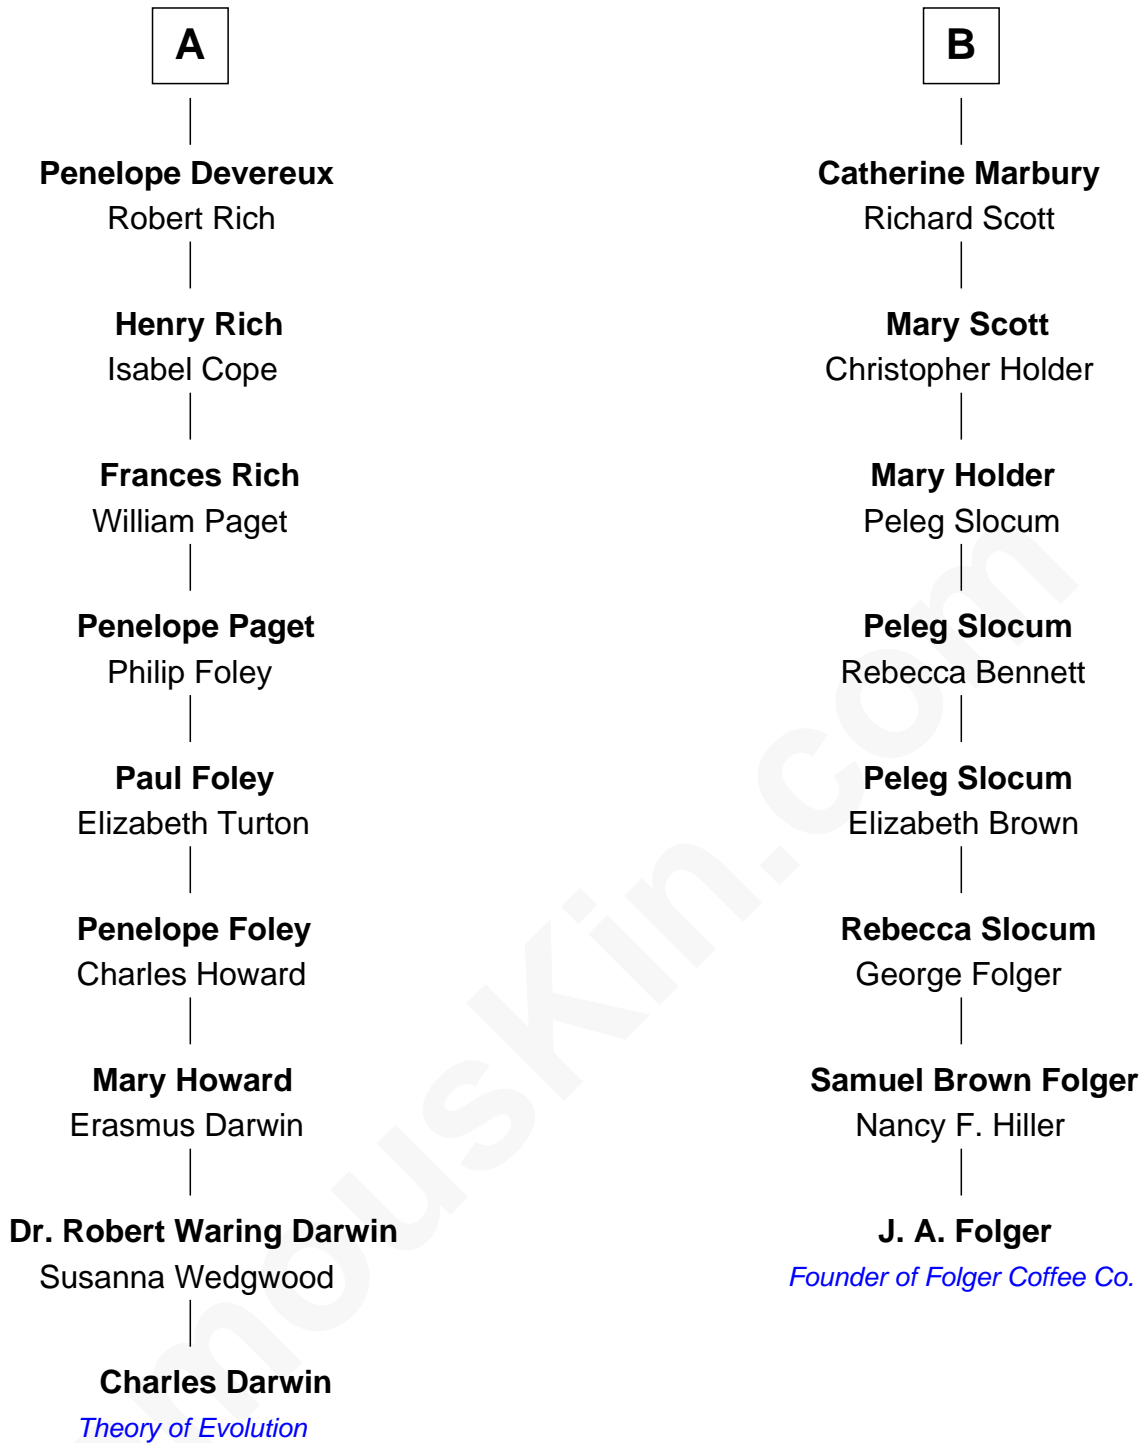 A
Penelope Devereux
Robert Rich
Henry Rich
Isabel Cope
Frances Rich
William Paget
Penelope Paget
Philip Foley
Paul Foley
Elizabeth Turton
Penelope Foley
Charles Howard
Mary Howard
Erasmus Darwin
Dr. Robert Waring Darwin
Susanna Wedgwood
Charles Darwin
Theory of Evolution
B
Catherine Marbury
Richard Scott
Mary Scott
Christopher Holder
Mary Holder
Peleg Slocum
Peleg Slocum
Rebecca Bennett
Peleg Slocum
Elizabeth Brown
Rebecca Slocum
George Folger
Samuel Brown Folger
Nancy F. Hiller
J. A. Folger
Founder of Folger Coffee Co.
mousKin.com